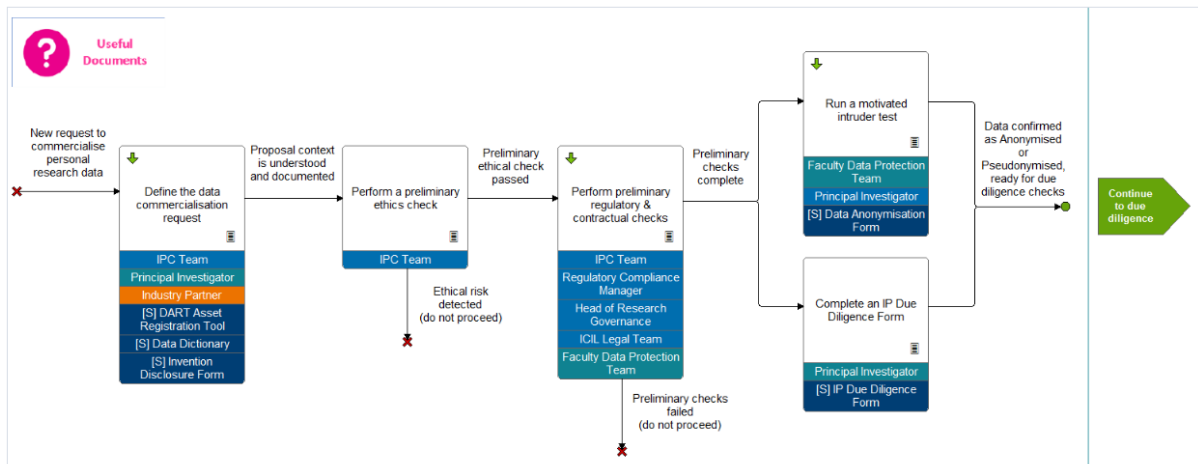 ?
Useful
Documents
New request to
commercialise
personal
research data
Define the data
commercialisation
request
IPC Team
Principal Investigator
Industry Partner
[S] DART Asset
Registration Tool
[S] Data Dictionary
[S] Invention
Disclosure Form
Proposal context
is understood
and documented
Perform a preliminary
ethics check
IPC Team
Ethical risk
detected
(do not proceed)
Preliminary
ethical check
passed
Perform preliminary
regulatory &
contractual checks
IPC Team
Regulatory Compliance
Manager
Head of Research
Governance
ICIL Legal Team
Faculty Data Protection
Team
Preliminary checks
failed
(do not proceed)
Preliminary
checks
complete
Run a motivated
intruder test
Faculty Data Protection
Team
Principal Investigator
[S] Data Anonymisation
Form
Complete an IP Due
Diligence Form
Principal Investigator
[S] IP Due Diligence
Form
Data confirmed
as Anonymised
or
Pseudonymised,
ready for due
diligence checks
Continue
to due
diligence